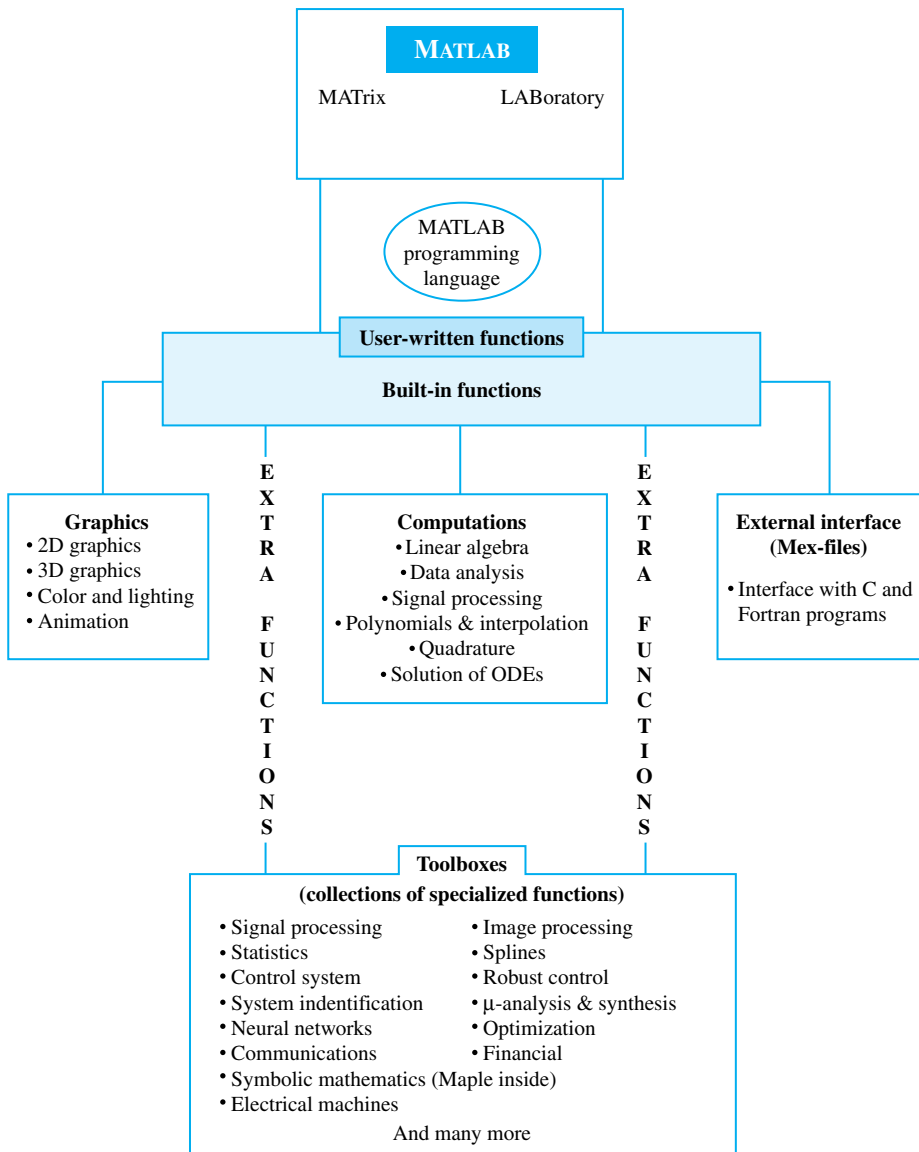 MATLAB
MATrix LABoratory
MATLAB
programming
language
User-written functions
Built-in functions
EXTRA FUNCTIONS
EXTRA FUNCTIONS
Graphics
• 2D graphics
• 3D graphics
• Color and lighting
• Animation
Computations
• Linear algebra
• Data analysis
• Signal processing
• Polynomials & interpolation
• Quadrature
• Solution of ODEs
External interface
(Mex-files)
• Interface with C and
Fortran programs
Toolboxes
(collections of specialized functions)
• Signal processing
• Statistics
• Control system
• System indentification
• Neural networks
• Communications
• Symbolic mathematics (Maple inside)
• Electrical machines
• Image processing
• Splines
• Robust control
• μ-analysis & synthesis
• Optimization
• Financial
And many more